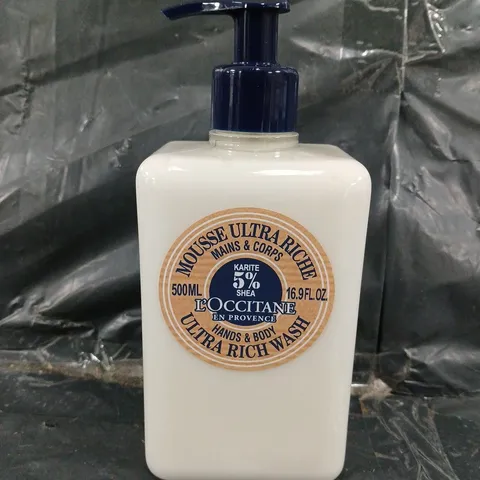 MOUSSE ULTRA RICHE
MAINS & CORPS
KARITE
5%
SHEA
500ML
16.9 FL.OZ.
L'OCCITANE
EN PROVENCE
HANDS & BODY
ULTRA RICH WASH